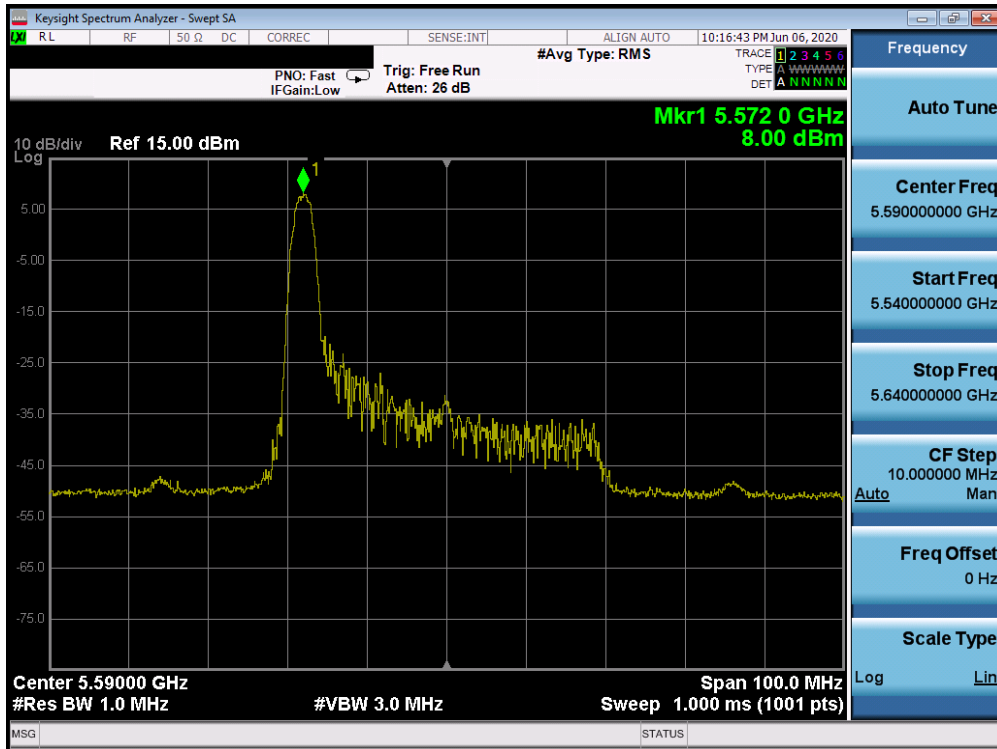 Keysight Spectrum Analyzer - Swept SA
LXI RL RF 50 Ω DC CORREC SENSE:INT ALIGN AUTO 10:16:43 PM Jun 06, 2020
Frequency
#Avg Type: RMS
TRACE 1 2 3 4 5 6
PNO: Fast Trig: Free Run
TYPE A WWWWW
IFGain:Low Atten: 26 dB
DET A N N N N N
Auto Tune
Mkr1 5.572 0 GHz
8.00 dBm
10 dB/div Ref 15.00 dBm
Log
1
5.00
-5.00
-15.0
-25.0
-35.0
-45.0
-55.0
-65.0
-75.0
Center Freq
5.590000000 GHz
Start Freq
5.540000000 GHz
Stop Freq
5.640000000 GHz
CF Step
10.000000 MHz
Auto Man
Freq Offset
0 Hz
Scale Type
Log Lin
Center 5.59000 GHz Span 100.0 MHz
#Res BW 1.0 MHz #VBW 3.0 MHz Sweep 1.000 ms (1001 pts)
MSG STATUS